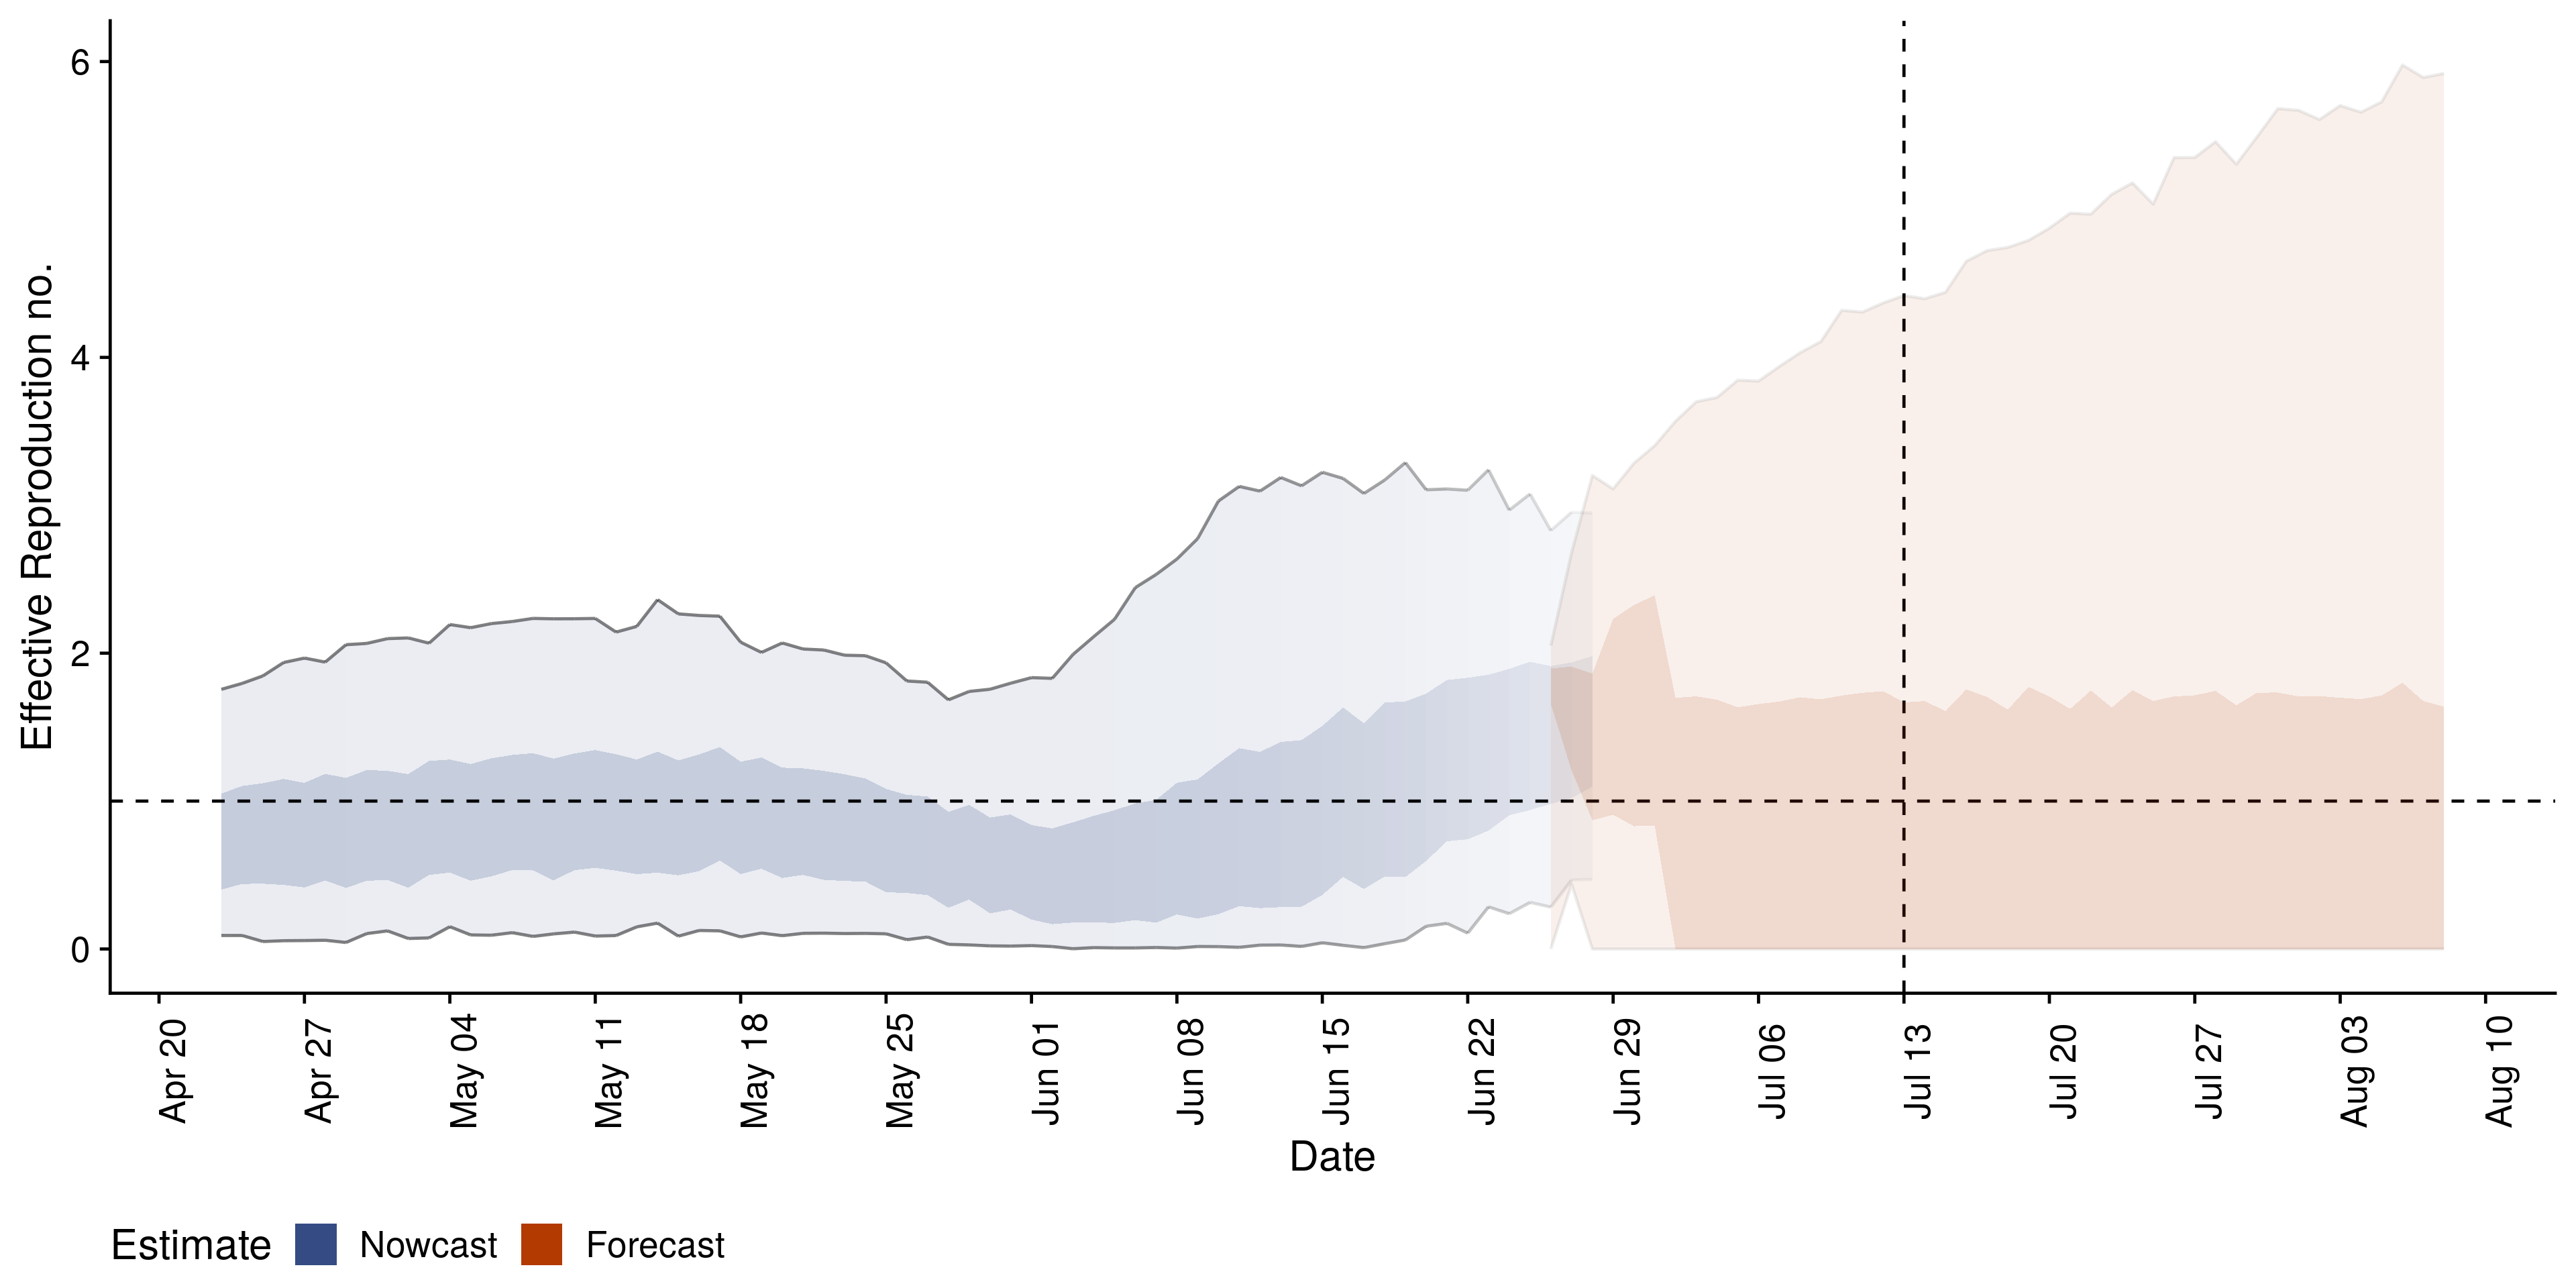 Effective Reproduction no.
6
4
2
0
Apr 20
Apr 27
May 04
May 11
May 18
May 25
Jun 01
Jun 08
Jun 15
Jun 22
Jun 29
Jul 06
Jul 13
Jul 20
Jul 27
Aug 03
Aug 10
Date
Estimate Nowcast Forecast